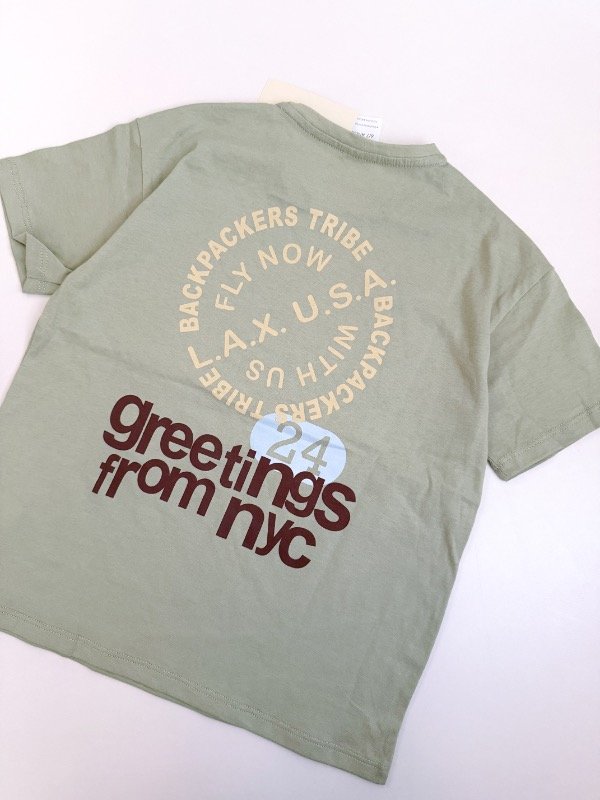 BACKPACKERS TRIBE
BACKPACKERS TRIBE
FLY NOW
L.A.X. U.S.A.
WITH US
24
greetings
from nyc